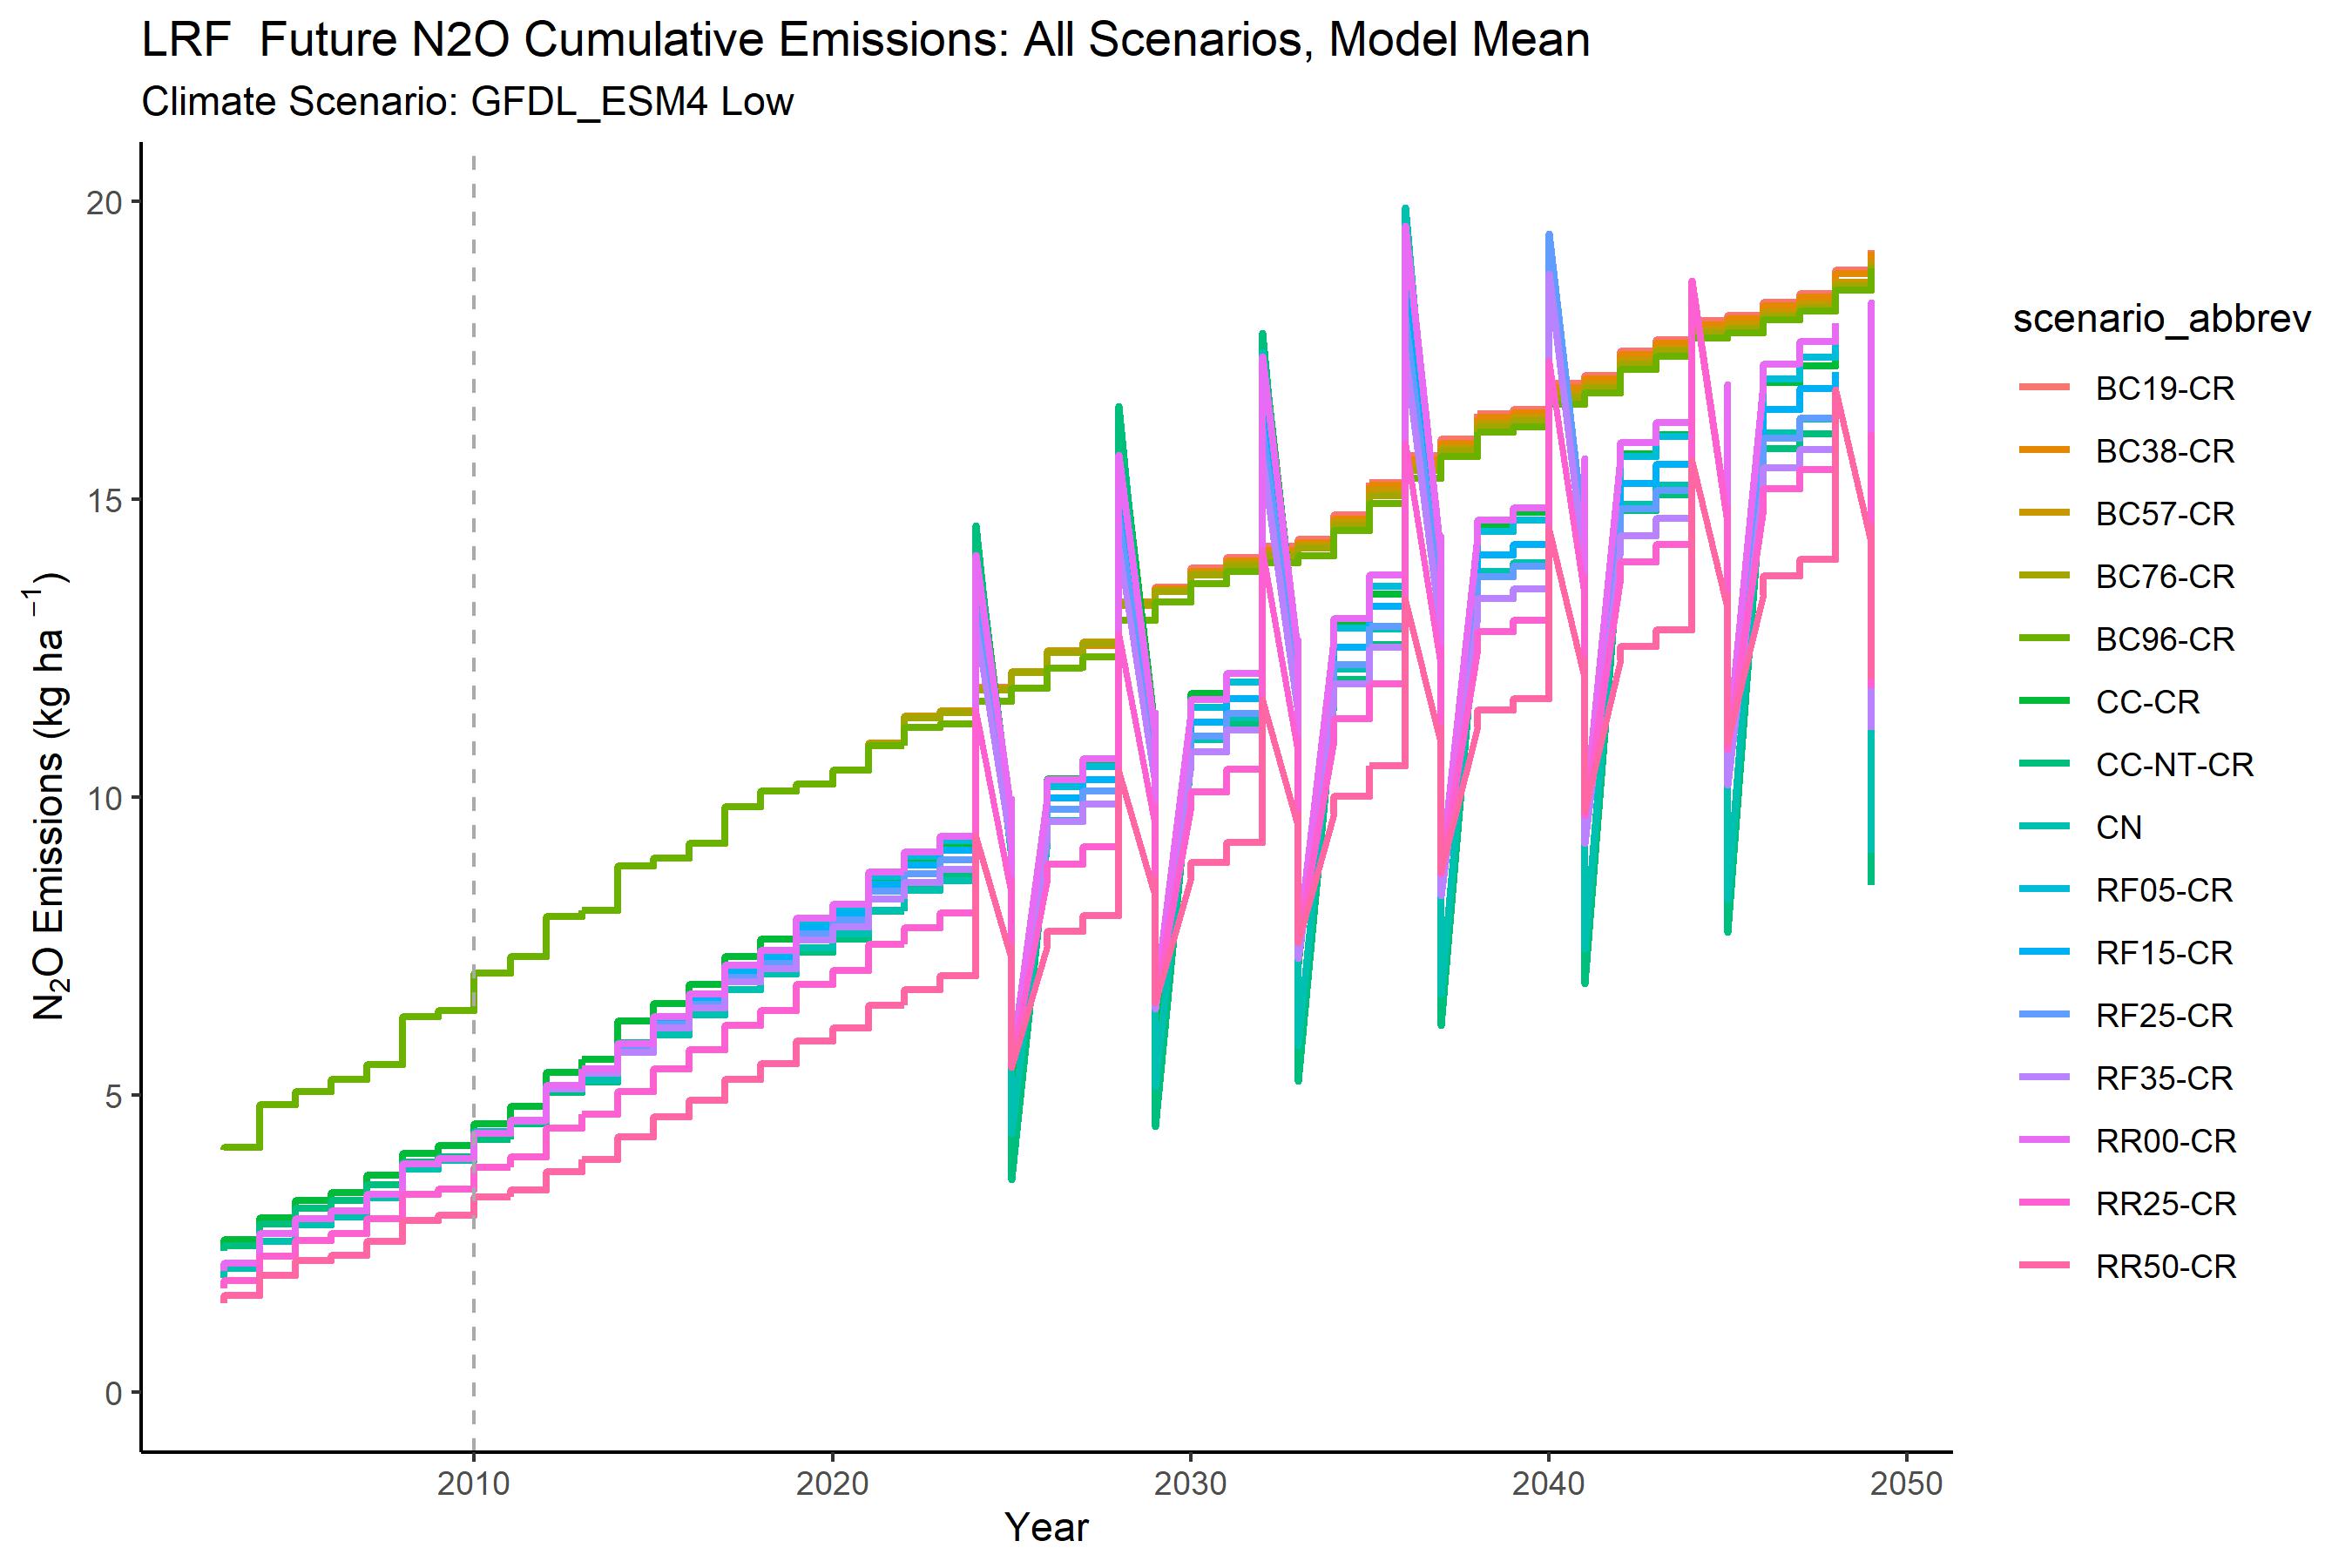 LRF  Future N2O Cumulative Emissions: All Scenarios, Model Mean
Climate Scenario: GFDL_ESM4 Low
N₂O Emissions (kg ha ⁻¹)
20
15
10
5
0
2010
2020
2030
2040
2050
Year
scenario_abbrev
BC19-CR
BC38-CR
BC57-CR
BC76-CR
BC96-CR
CC-CR
CC-NT-CR
CN
RF05-CR
RF15-CR
RF25-CR
RF35-CR
RR00-CR
RR25-CR
RR50-CR